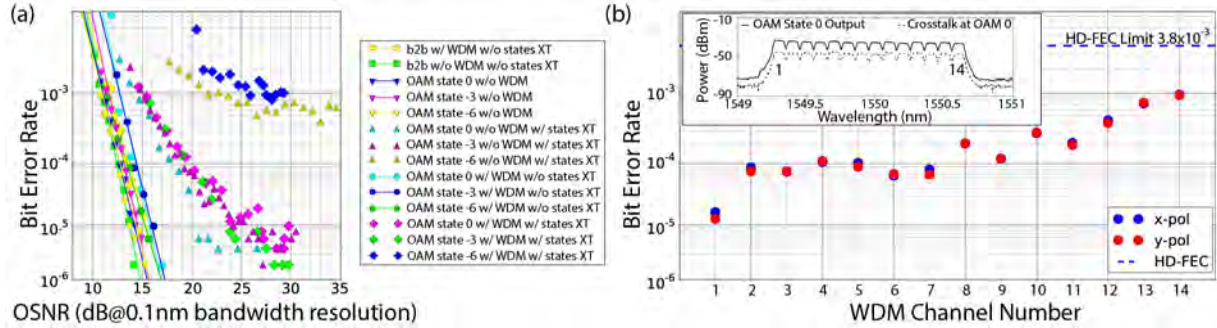 (a)
10⁻³
10⁻⁴
10⁻⁵
10⁻⁶
Bit Error Rate
10 15 20 25 30 35
OSNR (dB@0.1nm bandwidth resolution)
b2b w/ WDM w/o states XT
b2b w/o WDM w/o states XT
OAM state 0 w/o WDM
OAM state -3 w/o WDM
OAM state -6 w/o WDM
OAM state 0 w/o WDM w/ states XT
OAM state -3 w/o WDM w/ states XT
OAM state -6 w/o WDM w/ states XT
OAM state 0 w/ WDM w/o states XT
OAM state -3 w/ WDM w/o states XT
OAM state -6 w/ WDM w/o states XT
OAM state 0 w/ WDM w/ states XT
OAM state -3 w/ WDM w/ states XT
OAM state -6 w/ WDM w/ states XT
(b)
10⁻³
10⁻⁴
10⁻⁵
10⁻⁶
Bit Error Rate
-10
-50
-90
Power (dBm)
OAM State 0 Output
Crosstalk at OAM 0
1 14
1549 1549.5 1550 1550.5 1551
Wavelength (nm)
HD-FEC Limit 3.8x10⁻³
x-pol
y-pol
HD-FEC
1 2 3 4 5 6 7 8 9 10 11 12 13 14
WDM Channel Number